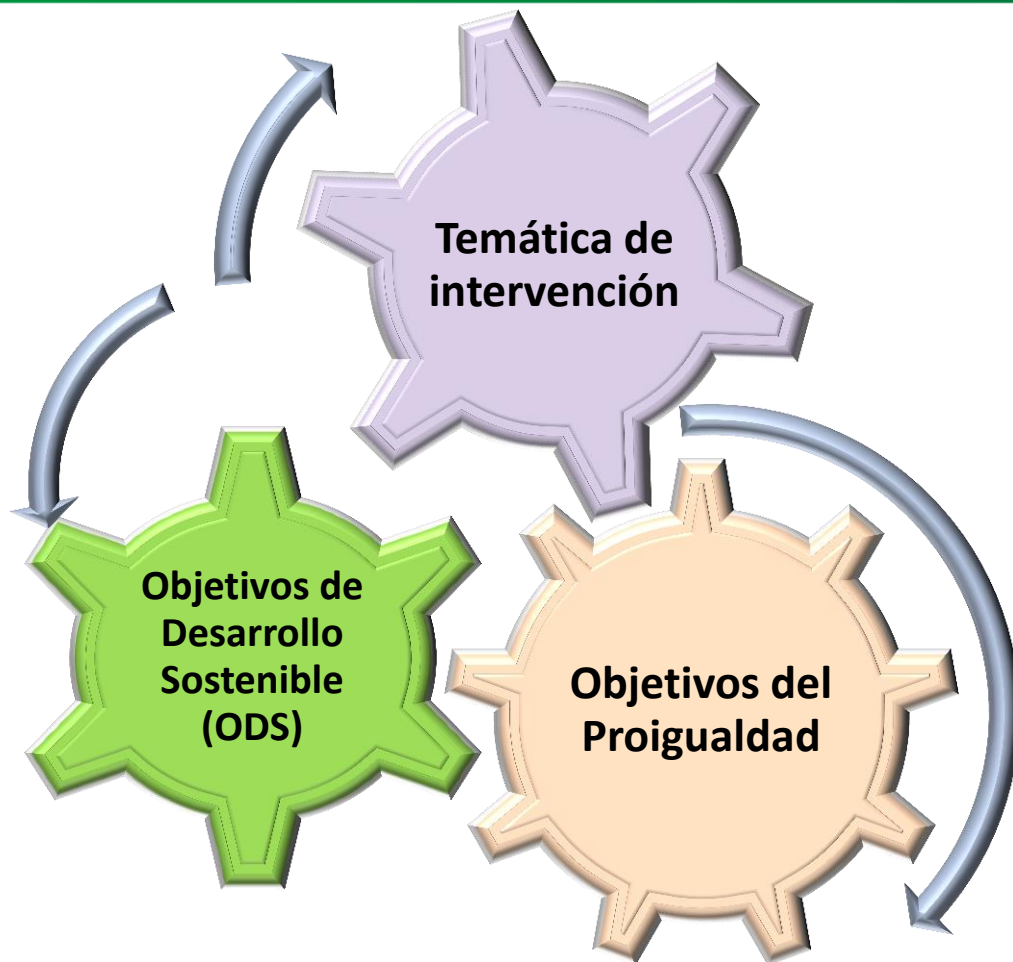 Temática de
intervención
Objetivos de
Desarrollo
Sostenible
(ODS)
Objetivos del
Proigualdad